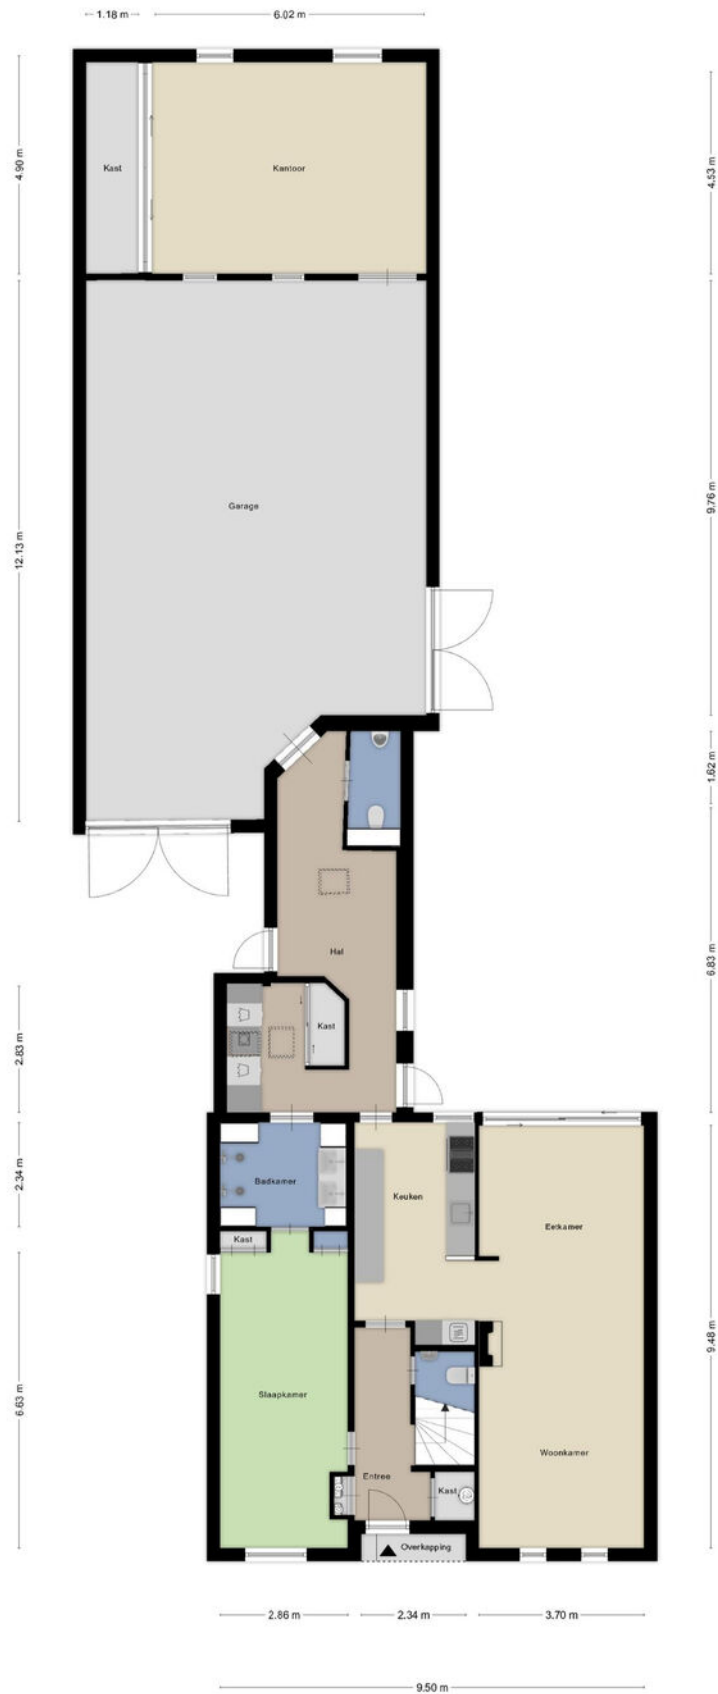 1.18 m
6.02 m
4.90 m
Kast
Kantoor
4.53 m
Garage
12.13 m
9.76 m
1.62 m
Hal
6.83 m
Kast
2.83 m
Badkamer
2.34 m
Keuken
Eetkamer
Kast
9.48 m
Slaapkamer
6.63 m
Woonkamer
Entree
Kast
Overkapping
2.86 m
2.34 m
3.70 m
9.50 m